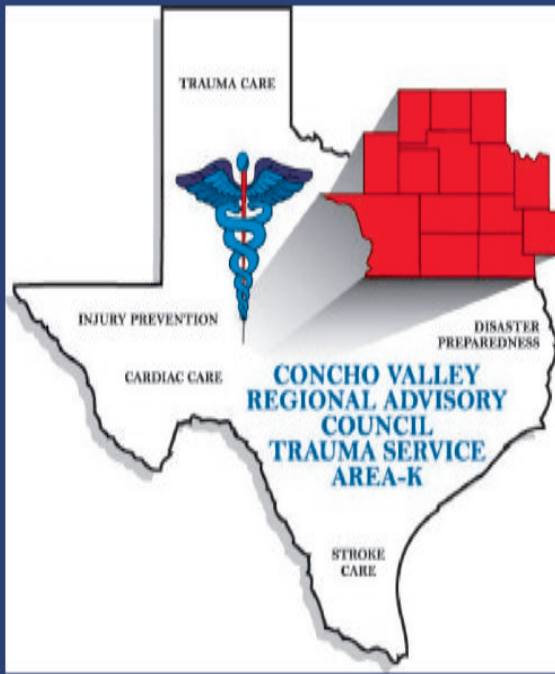 TRAUMA CARE
INJURY PREVENTION
DISASTER
PREPAREDNESS
CARDIAC CARE
CONCHO VALLEY
REGIONAL ADVISORY
COUNCIL
TRAUMA SERVICE
AREA-K
STROKE
CARE